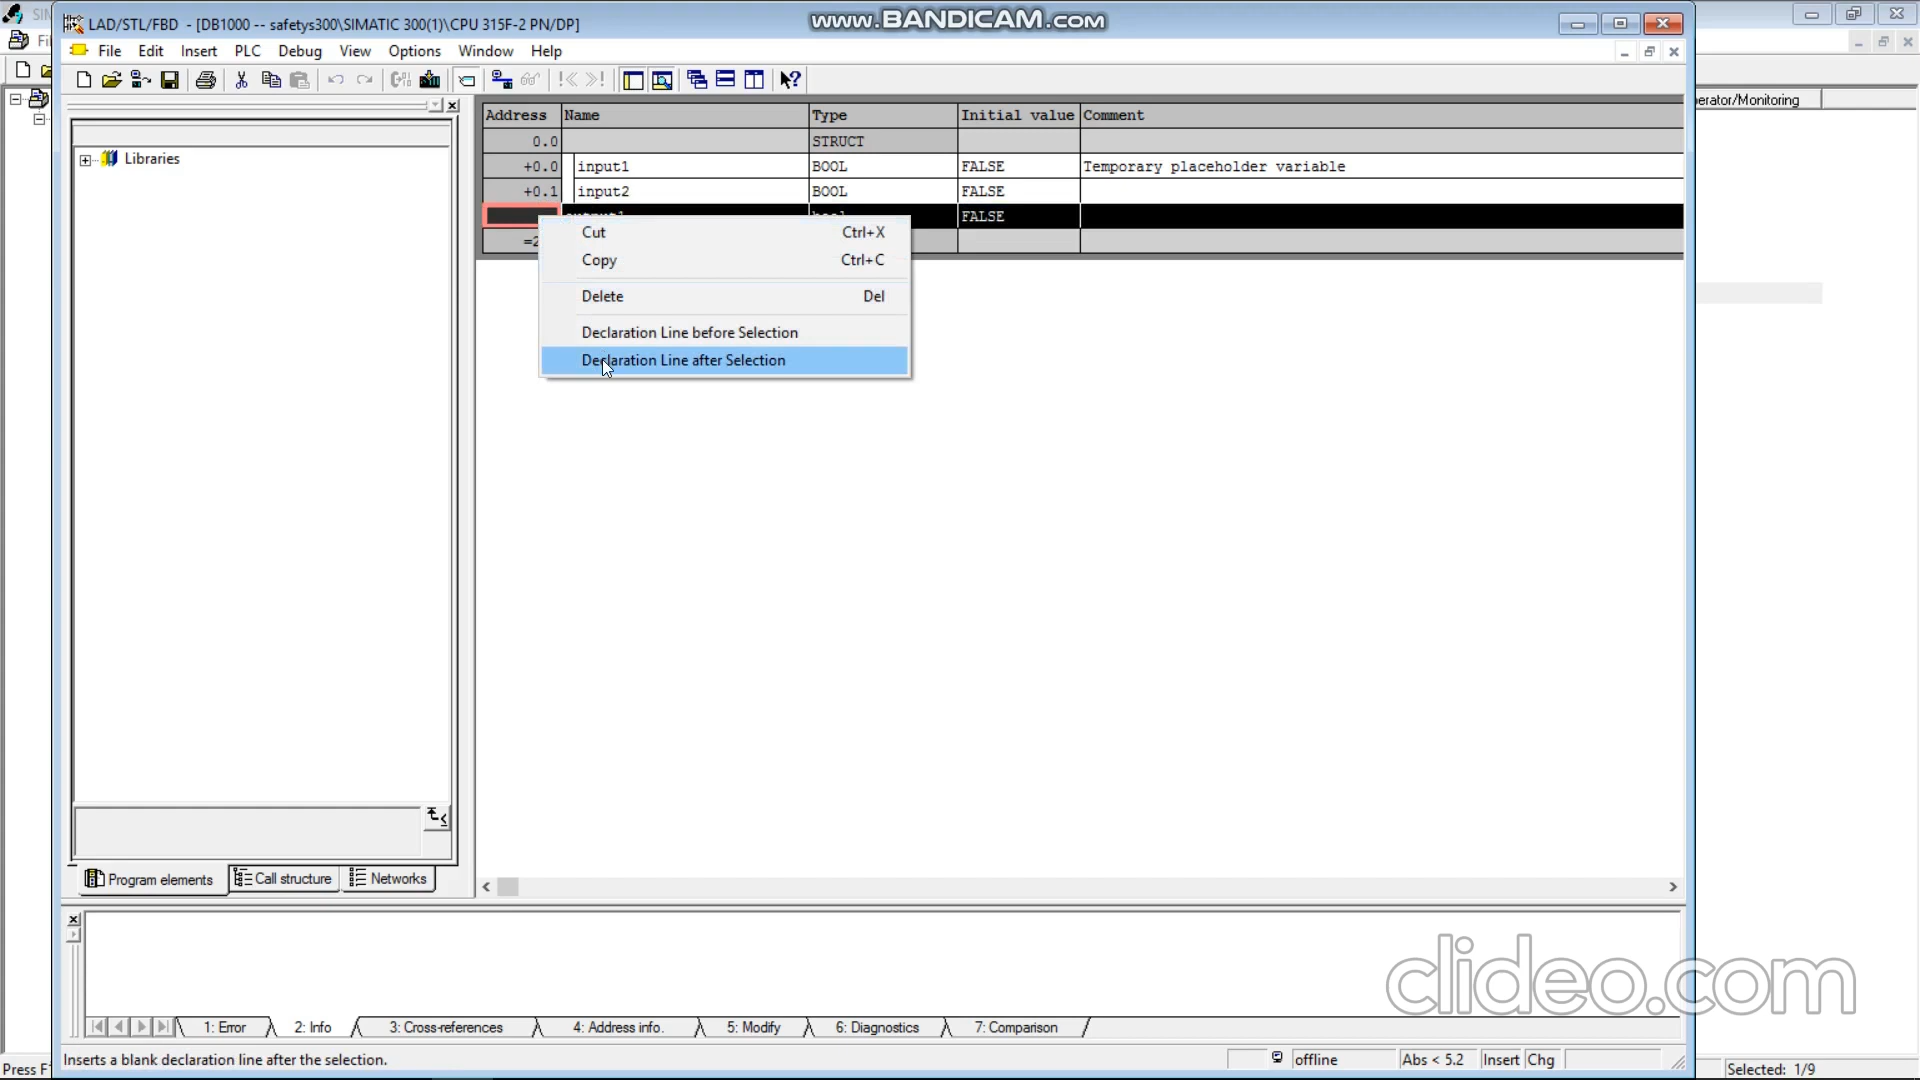 LAD/STL/FBD - [DB1000 -- safetys300\SIMATIC 300(1)\CPU 315F-2 PN/DP]
www.BANDICAM.com
File Edit Insert PLC Debug View Options Window Help
Address Name Type Initial value Comment
erator/Monitoring
0.0 STRUCT
+0.0 input1 BOOL FALSE Temporary placeholder variable
+0.1 input2 BOOL FALSE
FALSE
Libraries
Cut Ctrl+X
Copy Ctrl+C
Delete Del
Declaration Line before Selection
Declaration Line after Selection
Program elements Call structure Networks
clideo.com
1: Error 2: Info 3: Cross-references 4: Address info. 5: Modify 6: Diagnostics 7: Comparison
Inserts a blank declaration line after the selection.
offline Abs < 5.2 Insert Chg
Press F1
Selected: 1/9